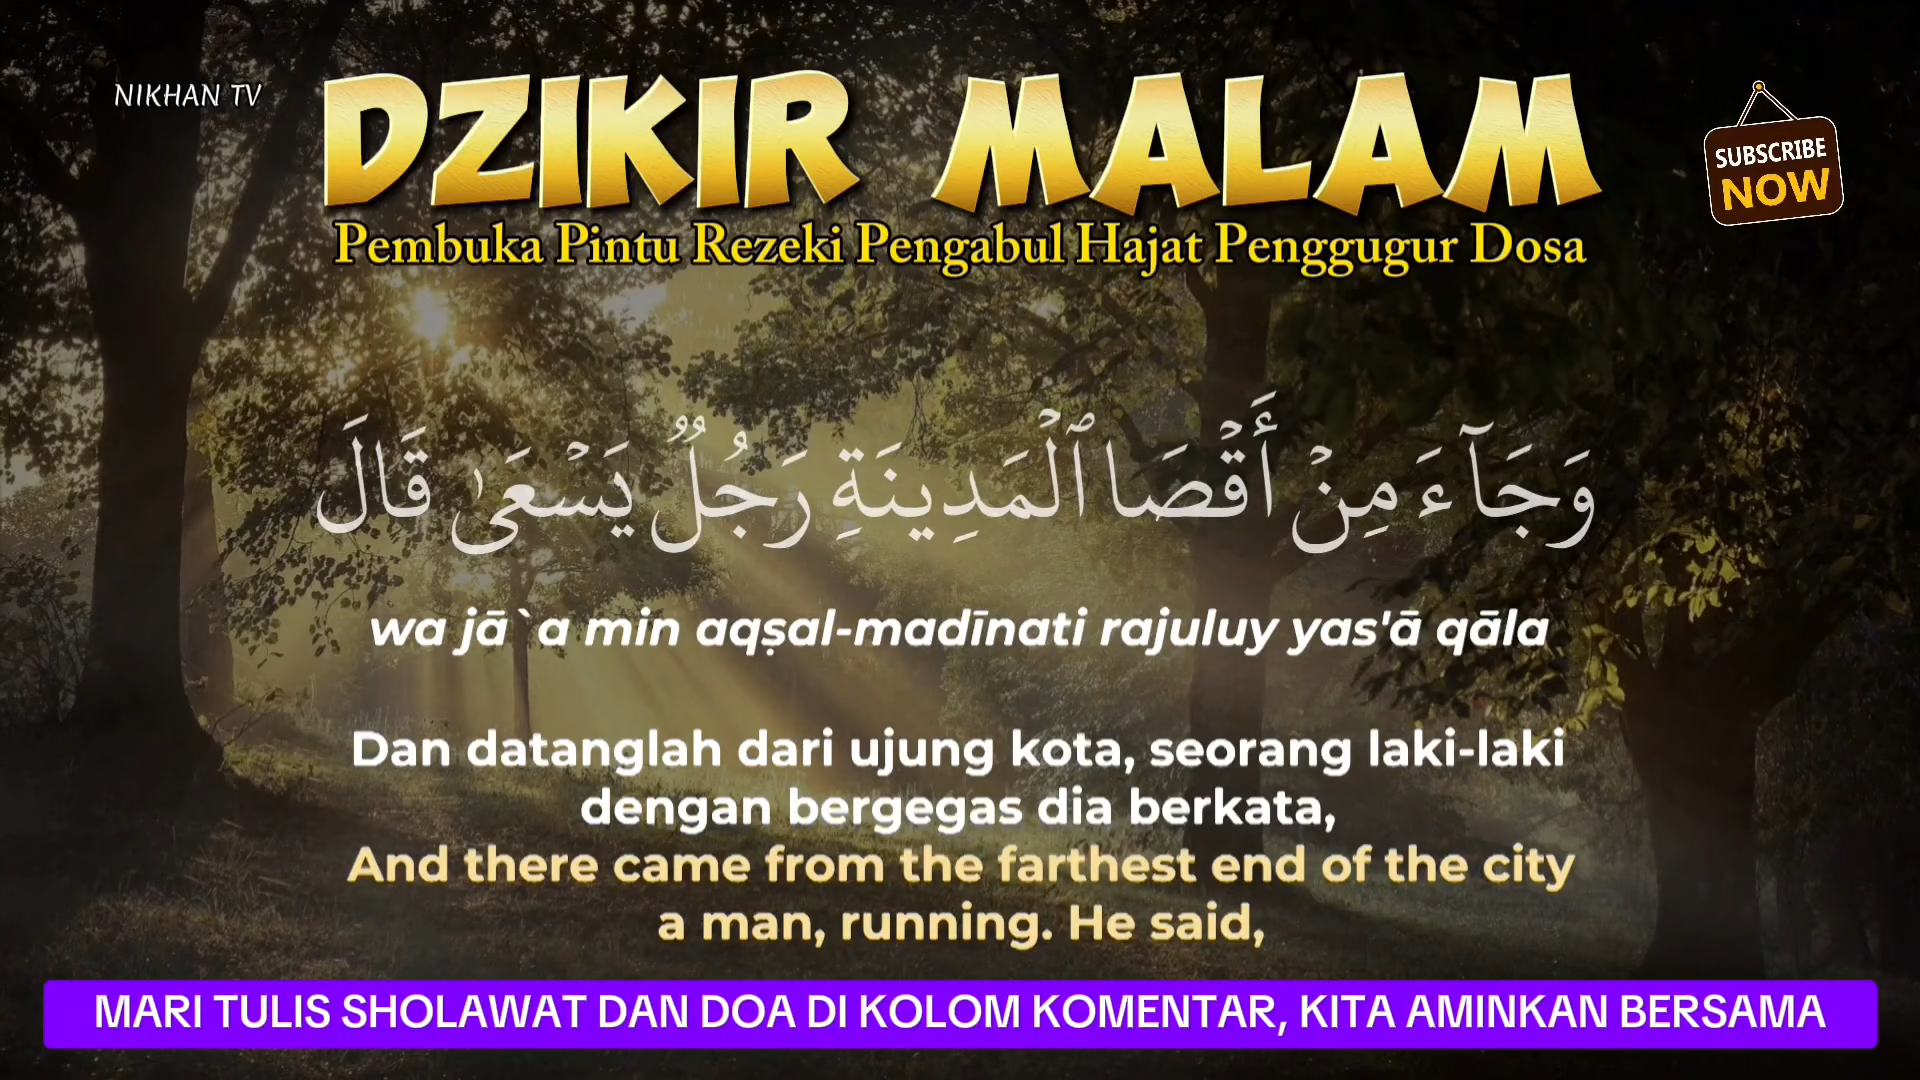 NIKHAN TV
DZIKIR MALAM
SUBSCRIBE
NOW
Pembuka Pintu Rezeki Pengabul Hajat Penggugur Dosa
وَجَآءَ مِنْ أَقْصَا ٱلْمَدِينَةِ رَجُلٌ يَسْعَىٰ قَالَ
wa jā`a min aqṣal-madīnati rajuluy yas'ā qāla
Dan datanglah dari ujung kota, seorang laki-laki
dengan bergegas dia berkata,
And there came from the farthest end of the city
a man, running. He said,
MARI TULIS SHOLAWAT DAN DOA DI KOLOM KOMENTAR, KITA AMINKAN BERSAMA